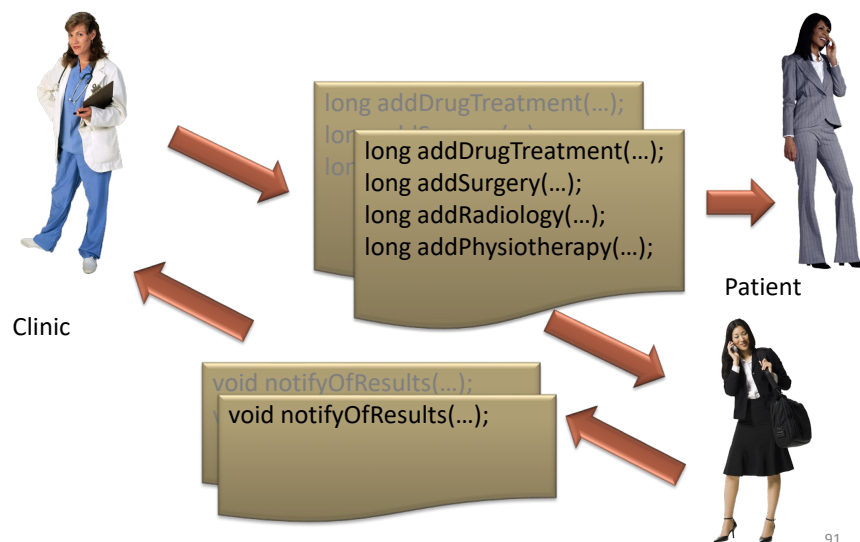 long addDrugTreatment(…);
long addDrugTreatment(…);
long addSurgery(…);
long addRadiology(…);
long addPhysiotherapy(…);
Patient
Clinic
void notifyOfResults(…);
void notifyOfResults(…);
91